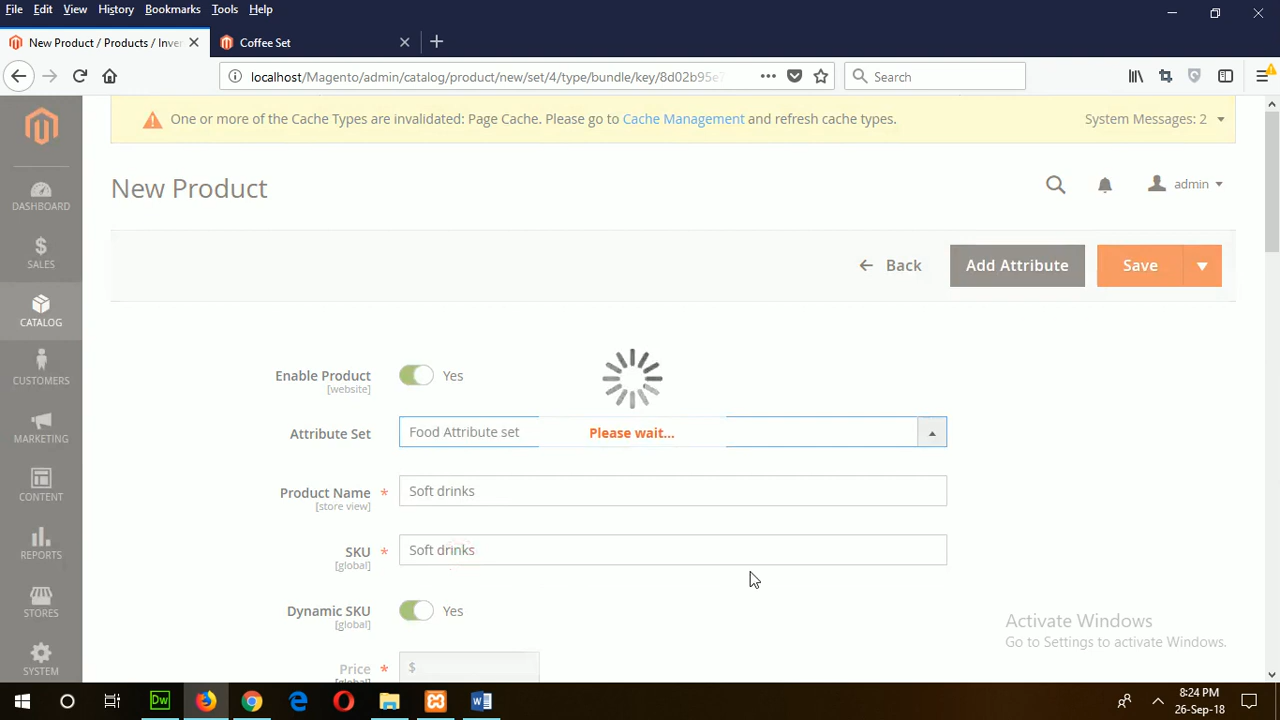 File Edit View History Bookmarks Tools Help
New Product / Products / Inven
Coffee Set
localhost/Magento/admin/catalog/product/new/set/4/type/bundle/key/8d02b95e7
Search
One or more of the Cache Types are invalidated: Page Cache. Please go to Cache Management and refresh cache types.
System Messages: 2
New Product
admin
DASHBOARD
SALES
CATALOG
CUSTOMERS
MARKETING
CONTENT
REPORTS
STORES
SYSTEM
Back
Add Attribute
Save
Enable Product
[website]
Yes
Attribute Set
Food Attribute set
Please wait...
Product Name *
[store view]
Soft drinks
SKU *
[global]
Soft drinks
Dynamic SKU
[global]
Yes
Price *
[global]
$
Activate Windows
Go to Settings to activate Windows.
Dw
8:24 PM
26-Sep-18